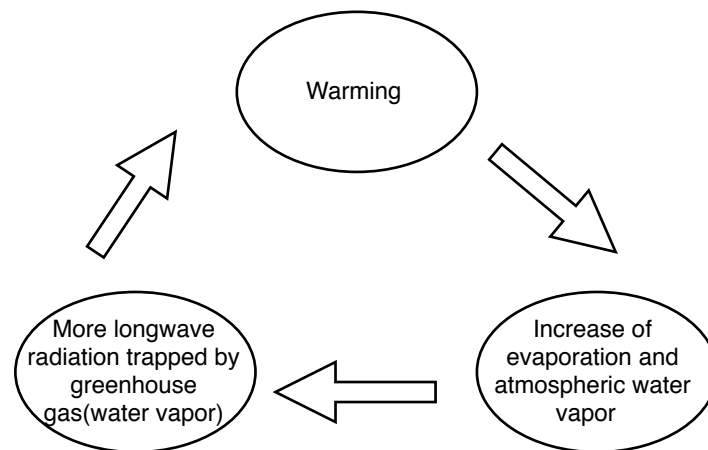 Warming
More longwave
radiation trapped by
greenhouse
gas(water vapor)
Increase of
evaporation and
atmospheric water
vapor